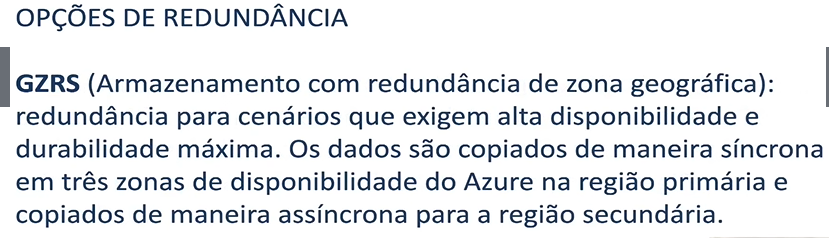 OPÇÕES DE REDUNDÂNCIA
GZRS (Armazenamento com redundância de zona geográfica):
redundância para cenários que exigem alta disponibilidade e
durabilidade máxima. Os dados são copiados de maneira síncrona
em três zonas de disponibilidade do Azure na região primária e
copiados de maneira assíncrona para a região secundária.